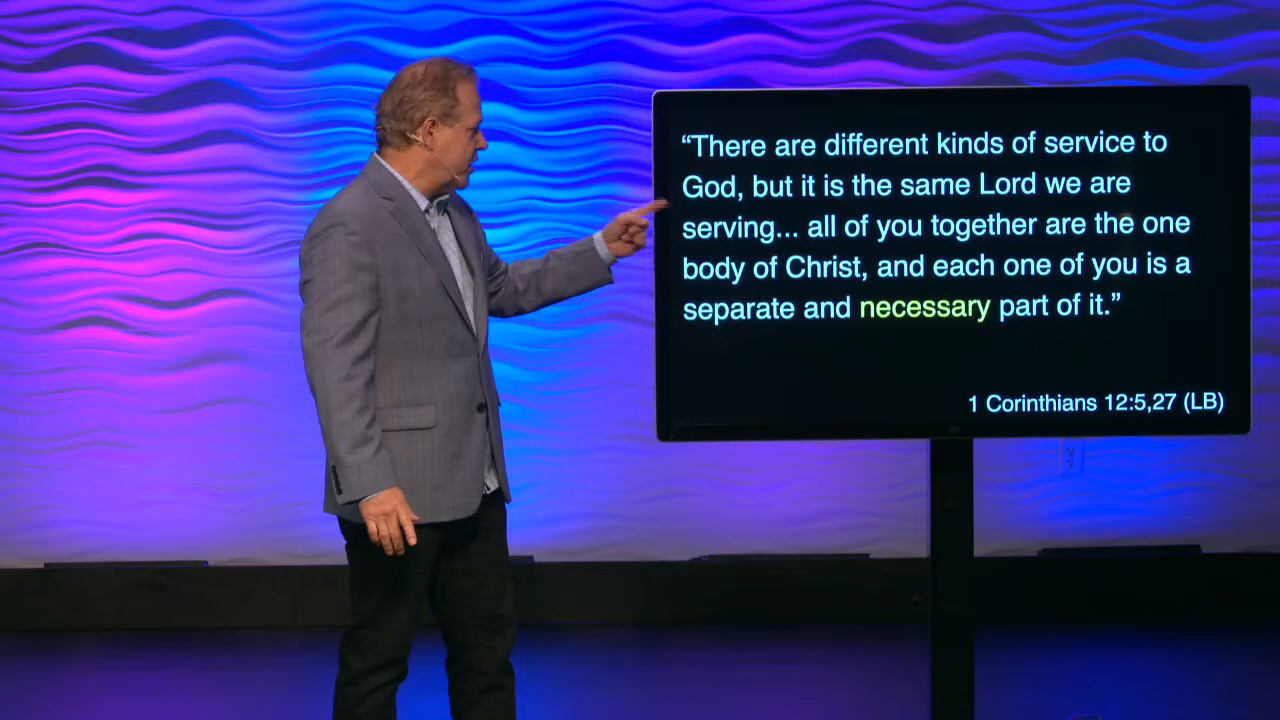 “There are different kinds of service to
God, but it is the same Lord we are
serving... all of you together are the one
body of Christ, and each one of you is a
separate and necessary part of it.”
1 Corinthians 12:5,27 (LB)